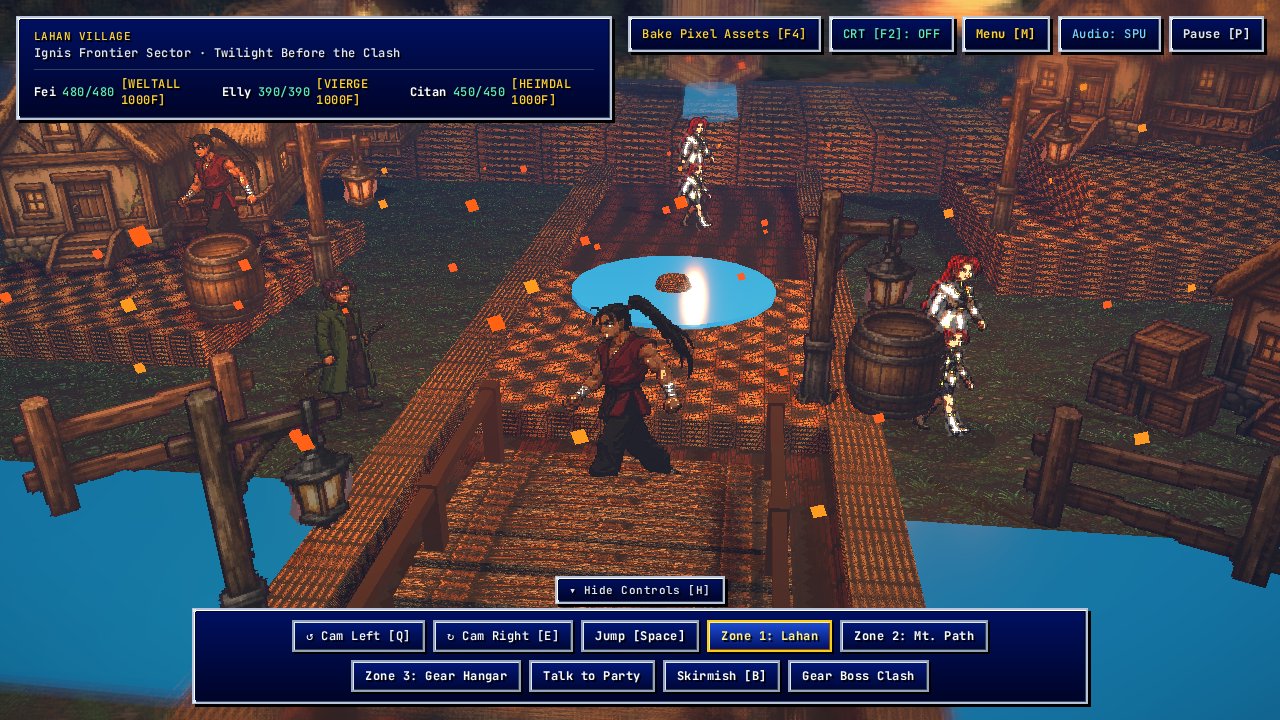 LAHAN VILLAGE
Ignis Frontier Sector · Twilight Before the Clash
Fei 480/480 [WELTALL 1000F] Elly 390/390 [VIERGE 1000F] Citan 450/450 [HEIMDAL 1000F]
Bake Pixel Assets [F4] CRT [F2]: OFF Menu [M] Audio: SPU Pause [P]
▾ Hide Controls [H]
↺ Cam Left [Q] ↻ Cam Right [E] Jump [Space] Zone 1: Lahan Zone 2: Mt. Path
Zone 3: Gear Hangar Talk to Party Skirmish [B] Gear Boss Clash